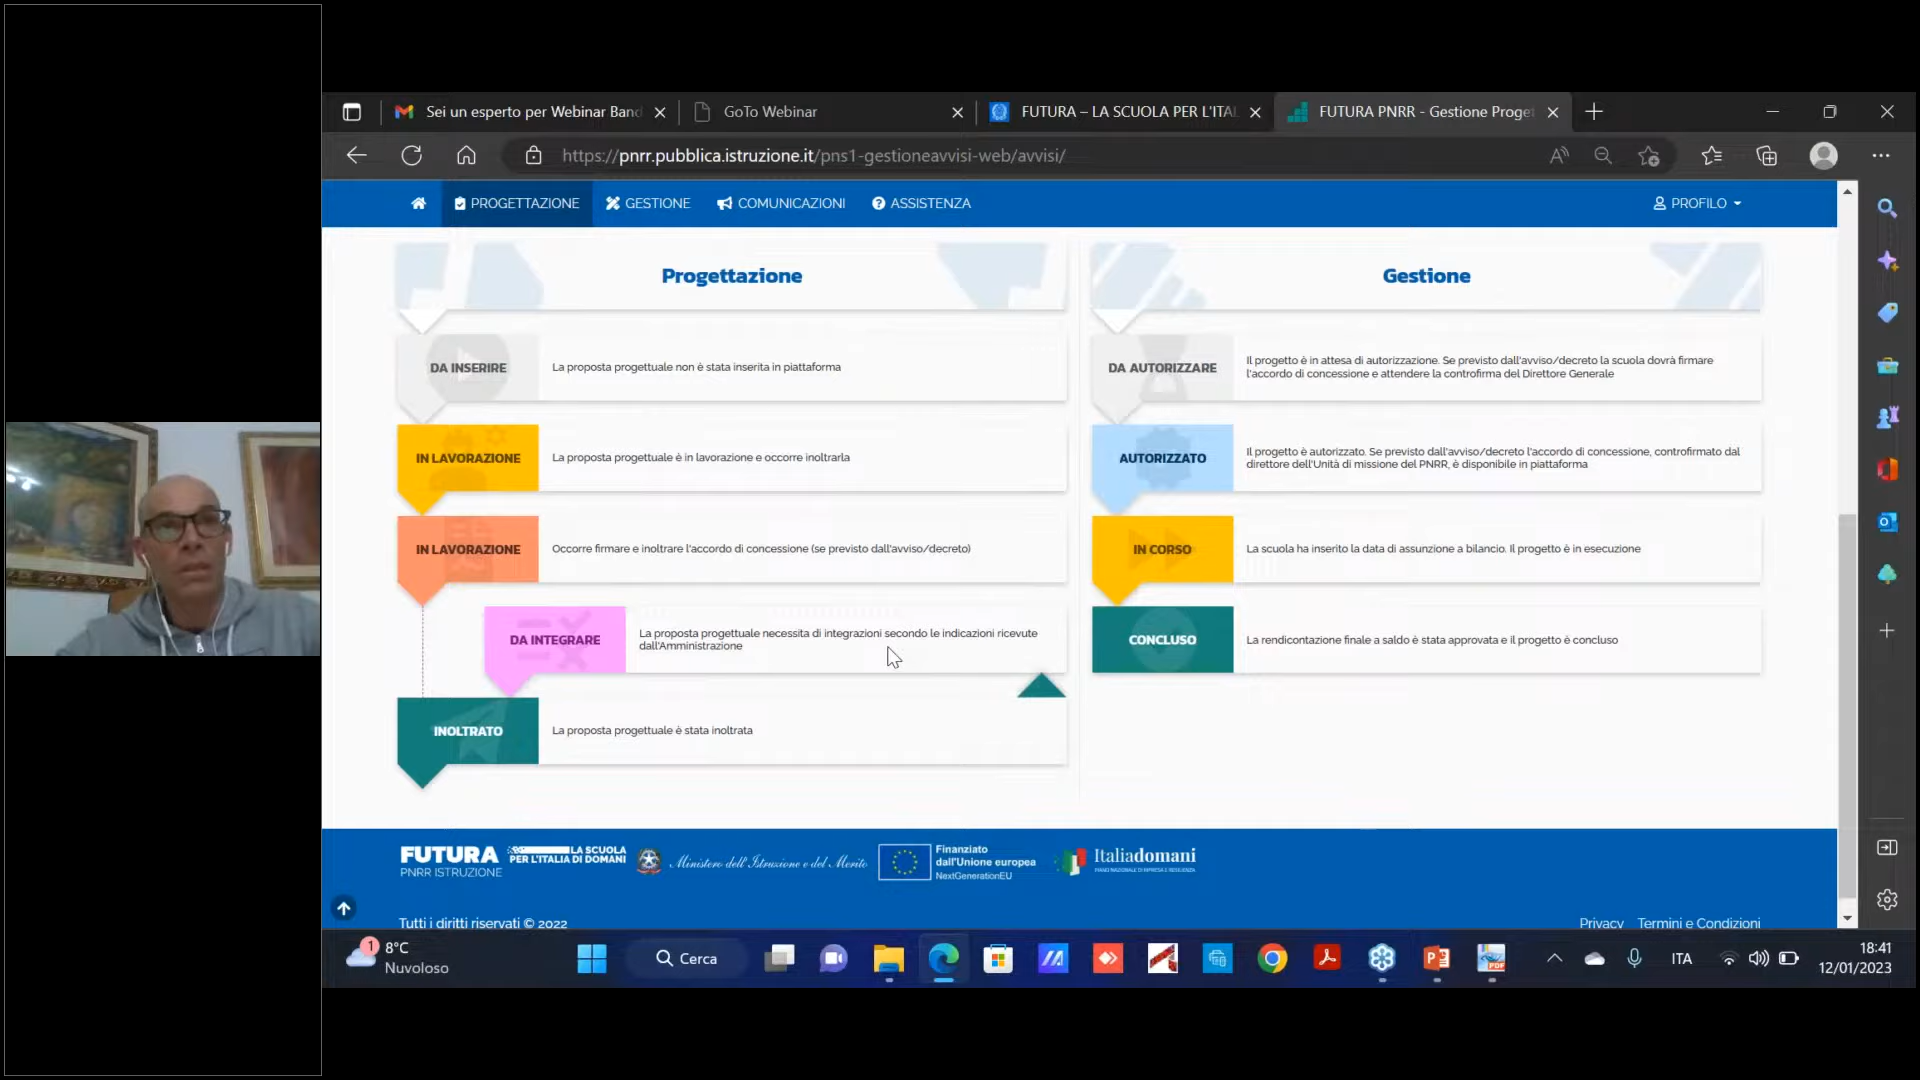 Sei un esperto per Webinar Band
GoTo Webinar
FUTURA – LA SCUOLA PER L'ITAL
FUTURA PNRR - Gestione Proget
https://pnrr.pubblica.istruzione.it/pns1-gestioneavvisi-web/avvisi/
PROGETTAZIONE
GESTIONE
COMUNICAZIONI
ASSISTENZA
PROFILO
Progettazione
DA INSERIRE
La proposta progettuale non è stata inserita in piattaforma
IN LAVORAZIONE
La proposta progettuale è in lavorazione e occorre inoltrarla
IN LAVORAZIONE
Occorre firmare e inoltrare l'accordo di concessione (se previsto dall'avviso/decreto)
DA INTEGRARE
La proposta progettuale necessita di integrazioni secondo le indicazioni ricevute
dall'Amministrazione
INOLTRATO
La proposta progettuale è stata inoltrata
Gestione
DA AUTORIZZARE
Il progetto è in attesa di autorizzazione. Se previsto dall'avviso/decreto la scuola dovrà firmare
l'accordo di concessione e attendere la controfirma del Direttore Generale
AUTORIZZATO
Il progetto è autorizzato. Se previsto dall'avviso/decreto l'accordo di concessione, controfirmato dal
direttore dell'Unità di missione del PNRR, è disponibile in piattaforma
IN CORSO
La scuola ha inserito la data di assunzione a bilancio. Il progetto è in esecuzione
CONCLUSO
La rendicontazione finale a saldo è stata approvata e il progetto è concluso
FUTURA
PNRR ISTRUZIONE
LA SCUOLA
PER L'ITALIA DI DOMANI
Ministero dell'Istruzione e del Merito
Finanziato
dall'Unione europea
NextGenerationEU
Italiadomani
PIANO NAZIONALE DI RIPRESA E RESILIENZA
Tutti i diritti riservati © 2022
Privacy
Termini e Condizioni
1
8°C
Nuvoloso
Cerca
ITA
18:41
12/01/2023